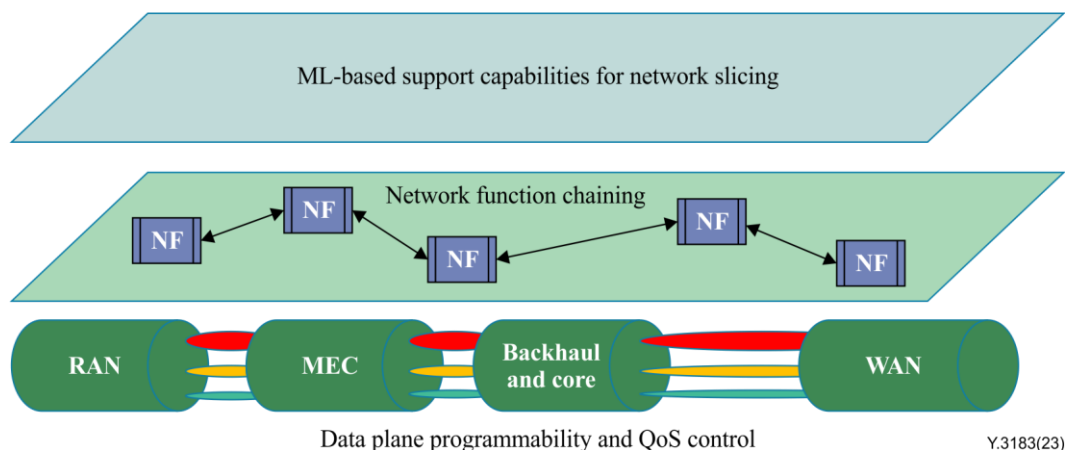 ML-based support capabilities for network slicing
Network function chaining
NF
NF
NF
NF
NF
RAN
MEC
Backhaul
and core
WAN
Data plane programmability and QoS control
Y.3183(23)